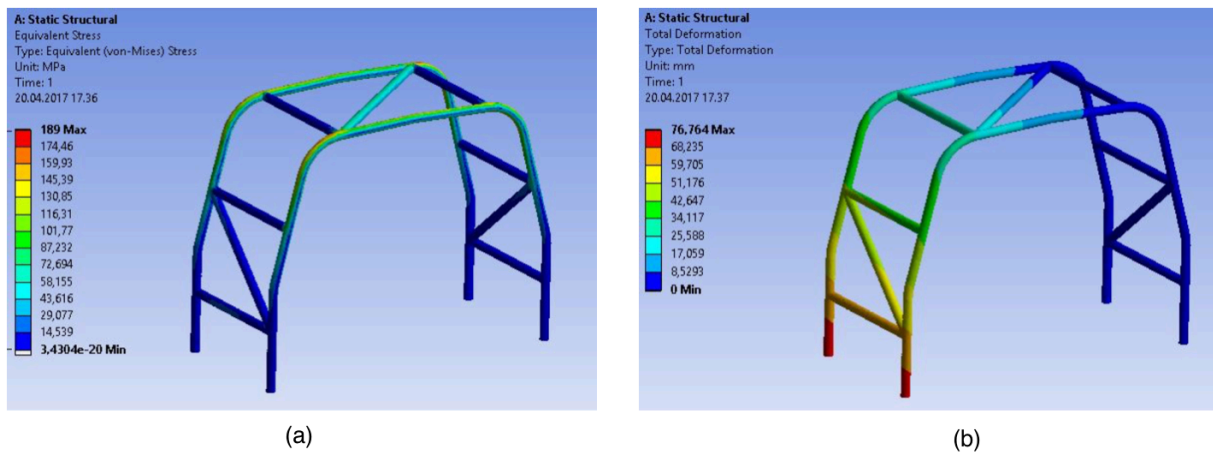 A: Static Structural
Equivalent Stress
Type: Equivalent (von-Mises) Stress
Unit: MPa
Time: 1
20.04.2017 17.36
189 Max
174,46
159,93
145,39
130,85
116,31
101,77
87,232
72,694
58,155
43,616
29,077
14,539
3,4304e-20 Min
(a)
A: Static Structural
Total Deformation
Type: Total Deformation
Unit: mm
Time: 1
20.04.2017 17.37
76,764 Max
68,235
59,705
51,176
42,647
34,117
25,588
17,059
8,5293
0 Min
(b)